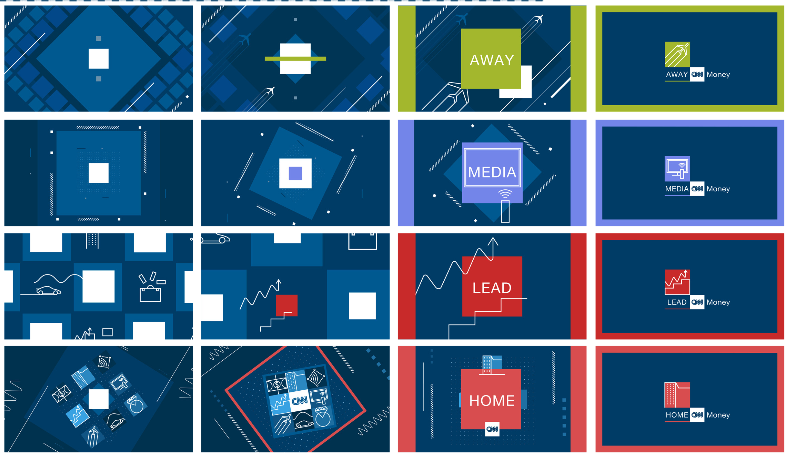 AWAY
AWAY CNN Money
MEDIA
MEDIA CNN Money
LEAD
LEAD CNN Money
CNN
HOME
CNN
HOME CNN Money